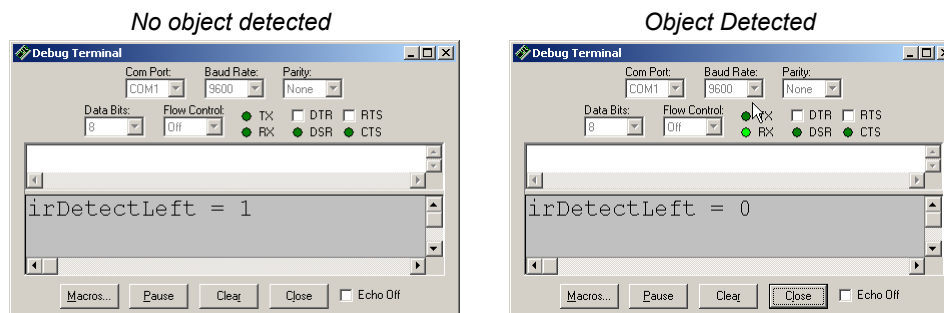 No object detected
Debug Terminal
Com Port: Baud Rate: Parity:
COM1 9600 None
Data Bits: Flow Control:
8 Off
TX DTR RTS
RX DSR CTS
irDetectLeft = 1
Macros... Pause Clear Close Echo Off
Object Detected
Debug Terminal
Com Port: Baud Rate: Parity:
COM1 9600 None
Data Bits: Flow Control:
8 Off
TX DTR RTS
RX DSR CTS
irDetectLeft = 0
Macros... Pause Clear Close Echo Off